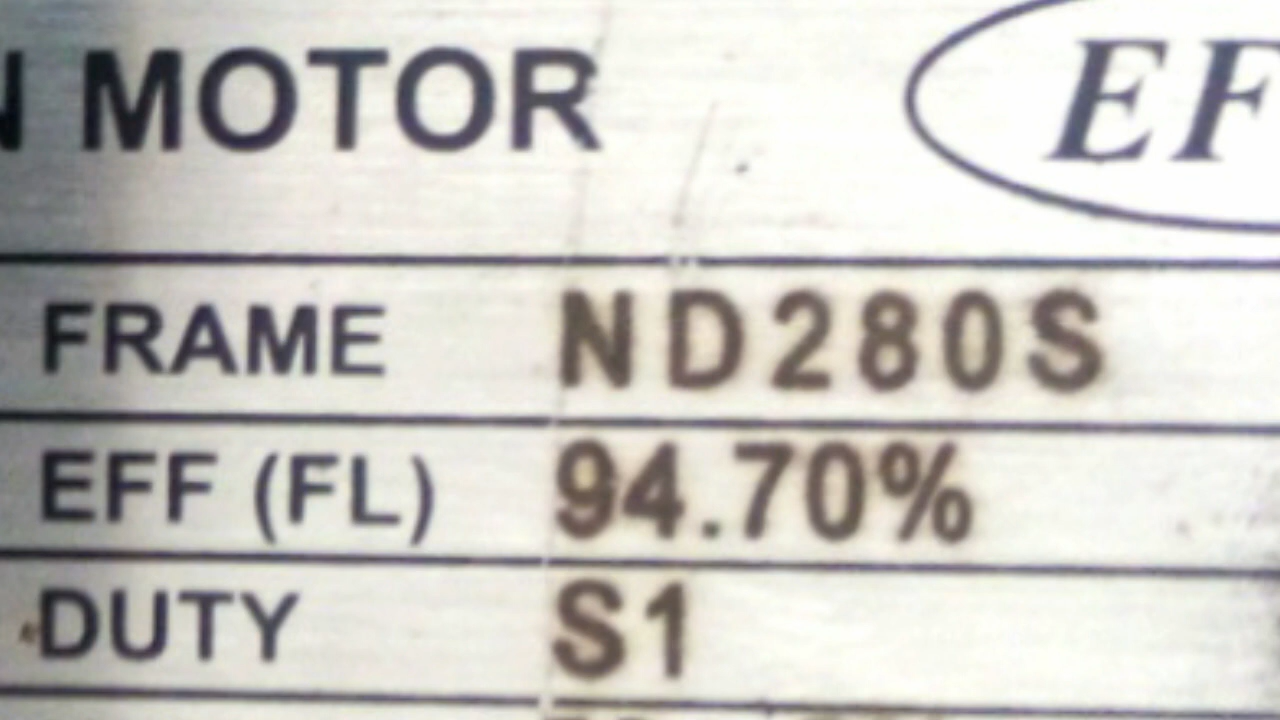 N MOTOR
EF
FRAME ND280S
EFF (FL) 94.70%
DUTY S1